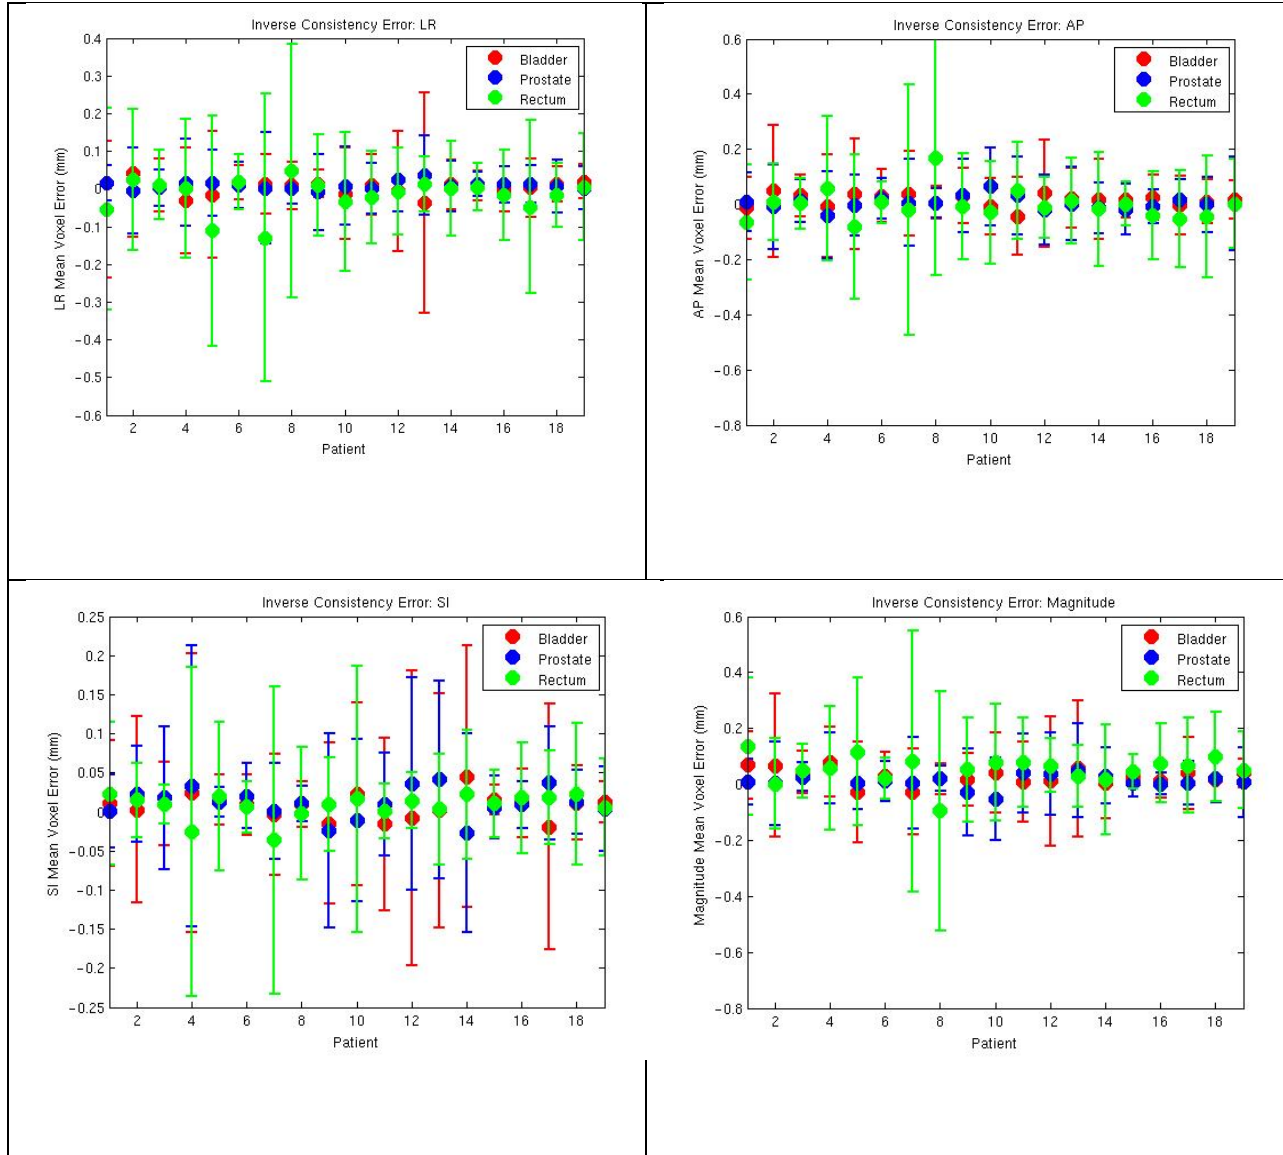 Inverse Consistency Error: LR
0.4
0.3
0.2
0.1
0
-0.1
-0.2
-0.3
-0.4
-0.5
-0.6
LR Mean Voxel Error (mm)
2 4 6 8 10 12 14 16 18
Patient
Bladder
Prostate
Rectum
Inverse Consistency Error: AP
0.6
0.4
0.2
0
-0.2
-0.4
-0.6
-0.8
AP Mean Voxel Error (mm)
2 4 6 8 10 12 14 16 18
Patient
Bladder
Prostate
Rectum
Inverse Consistency Error: SI
0.25
0.2
0.15
0.1
0.05
0
-0.05
-0.1
-0.15
-0.2
-0.25
SI Mean Voxel Error (mm)
2 4 6 8 10 12 14 16 18
Patient
Bladder
Prostate
Rectum
Inverse Consistency Error: Magnitude
0.6
0.4
0.2
0
-0.2
-0.4
-0.6
-0.8
Magnitude Mean Voxel Error (mm)
2 4 6 8 10 12 14 16 18
Patient
Bladder
Prostate
Rectum